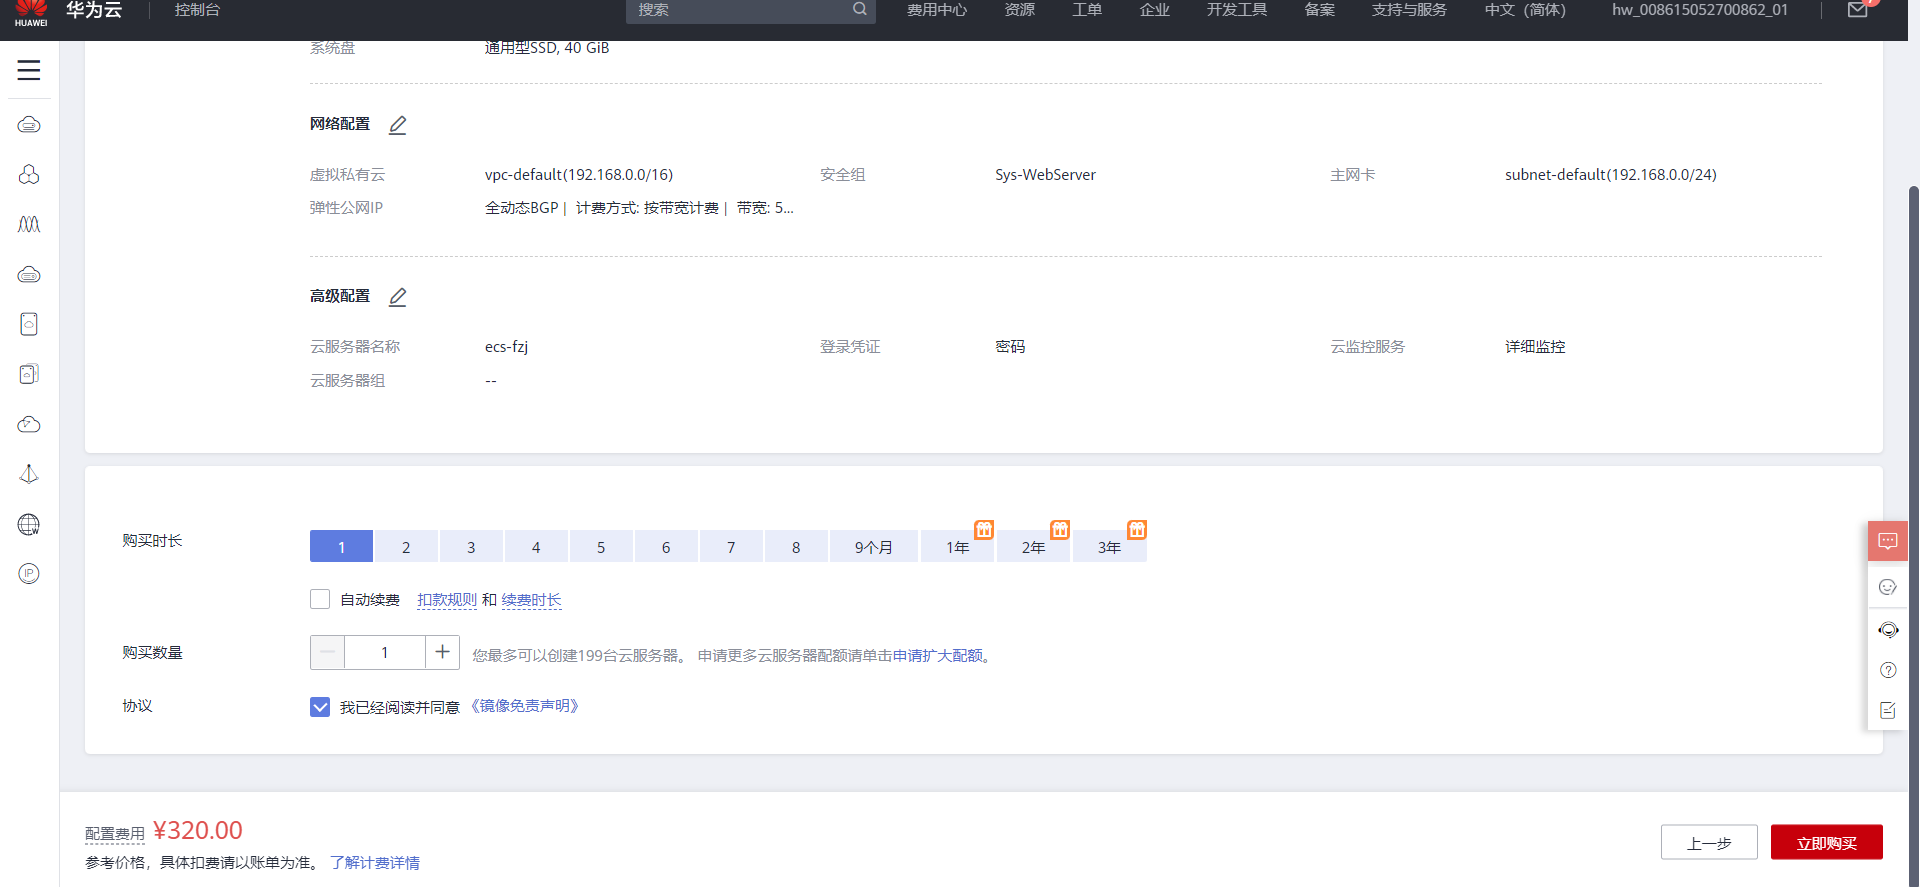 HUAWEI 华为云 控制台 搜索 费用中心 资源 工单 企业 开发工具 备案 支持与服务 中文 (简体) hw_008615052700862_01
系统盘 通用型SSD, 40 GiB
网络配置
虚拟私有云 vpc-default(192.168.0.0/16) 安全组 Sys-WebServer 主网卡 subnet-default(192.168.0.0/24)
弹性公网IP 全动态BGP | 计费方式: 按带宽计费 | 带宽: 5...
高级配置
云服务器名称 ecs-fzj 登录凭证 密码 云监控服务 详细监控
云服务器组 --
购买时长 1 2 3 4 5 6 7 8 9个月 1年 2年 3年
自动续费 扣款规则 和 续费时长
购买数量 1 您最多可以创建199台云服务器。 申请更多云服务器配额请单击申请扩大配额。
协议 我已经阅读并同意 《镜像免责声明》
配置费用 ¥320.00
参考价格，具体扣费请以账单为准。 了解计费详情
上一步 立即购买